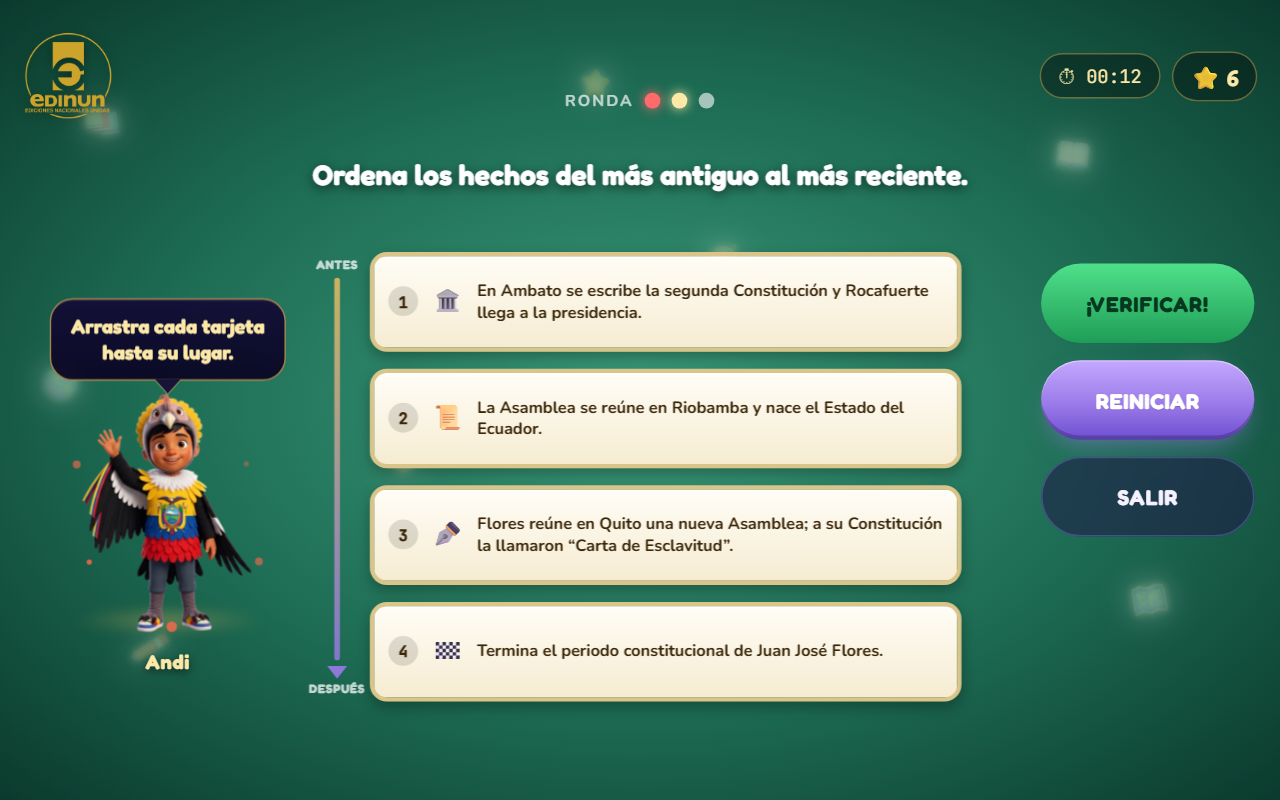 EDINUN
EDICIONES NACIONALES UNIDAS
RONDA
00:12
6
Ordena los hechos del más antiguo al más reciente.
Arrastra cada tarjeta
hasta su lugar.
Andi
ANTES
DESPUÉS
1
En Ambato se escribe la segunda Constitución y Rocafuerte
llega a la presidencia.
2
La Asamblea se reúne en Riobamba y nace el Estado del
Ecuador.
3
Flores reúne en Quito una nueva Asamblea; a su Constitución
la llamaron “Carta de Esclavitud”.
4
Termina el periodo constitucional de Juan José Flores.
¡VERIFICAR!
REINICIAR
SALIR